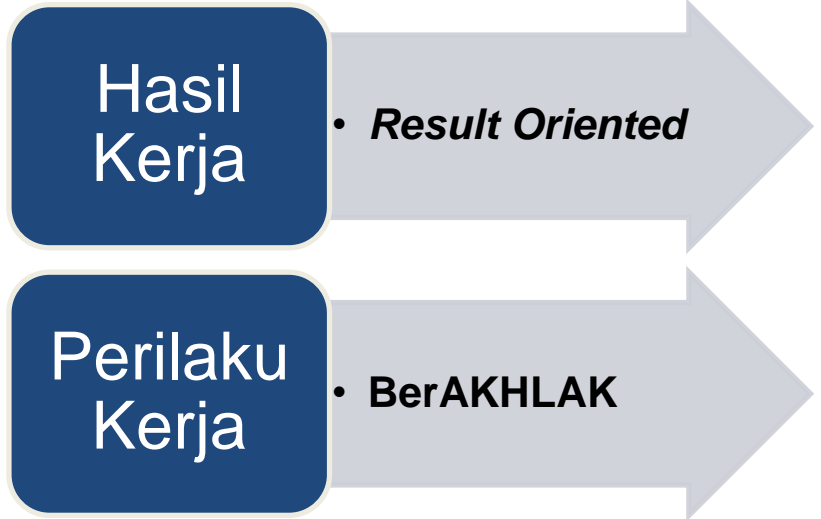 Hasil
Kerja
• Result Oriented
Perilaku
Kerja
• BerAKHLAK